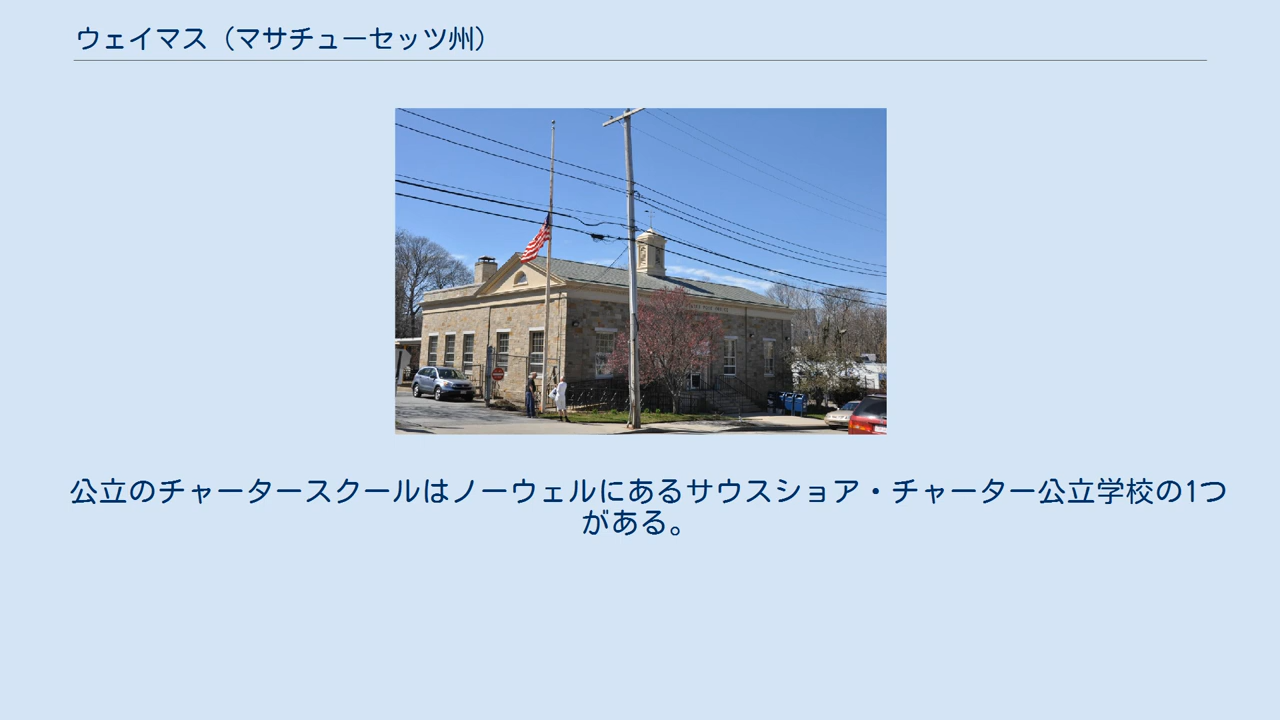 ウェイマス（マサチューセッツ州）
公立のチャータースクールはノーウェルにあるサウスショア・チャーター公立学校の1つ
がある。